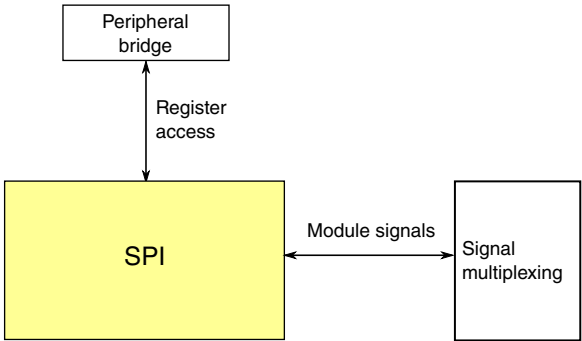 Peripheral
bridge
Register
access
SPI
Module signals
Signal
multiplexing